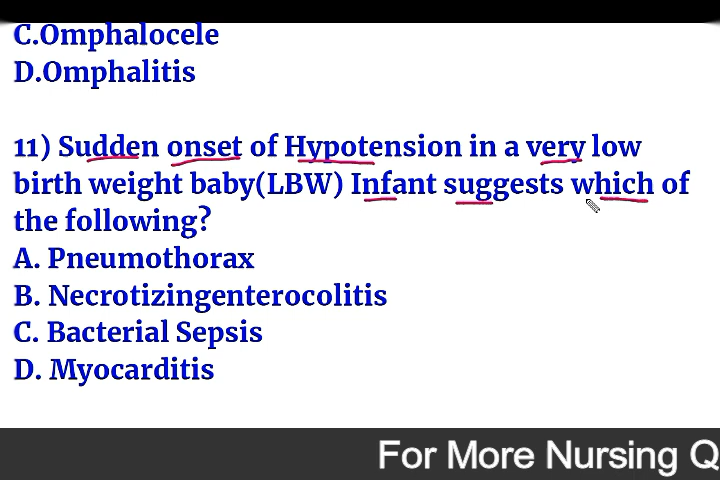 C.Omphalocele
D.Omphalitis
11) Sudden onset of Hypotension in a very low
birth weight baby(LBW) Infant suggests which of
the following?
A. Pneumothorax
B. Necrotizingenterocolitis
C. Bacterial Sepsis
D. Myocarditis
For More Nursing Q